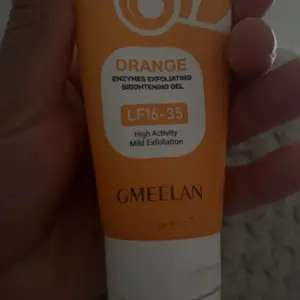 ORANGE
ENZYMES EXFOLIATING
BRIGHTENING GEL
LF16-35
High Activity
Mild Exfoliation
GMEELAN